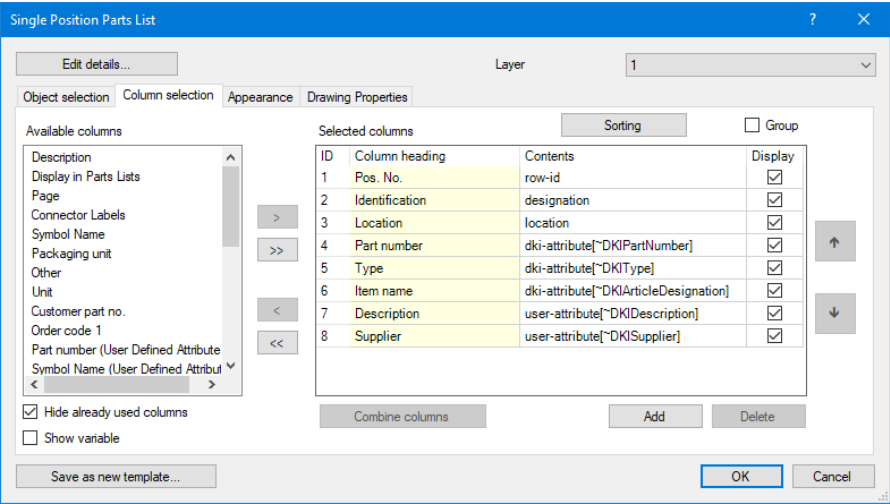 Single Position Parts List
Edit details...
Layer
1
Object selection Column selection Appearance Drawing Properties
Available columns
Description
Display in Parts Lists
Page
Connector Labels
Symbol Name
Packaging unit
Other
Unit
Customer part no.
Order code 1
Part number (User Defined Attribute
Symbol Name (User Defined Attribut
Hide already used columns
Show variable
>
>>
<
<<
Selected columns
Sorting
Group
ID Column heading Contents Display
1 Pos. No. row-id
2 Identification designation
3 Location location
4 Part number dki-attribute[~DKIPartNumber]
5 Type dki-attribute[~DKIType]
6 Item name dki-attribute[~DKIArticleDesignation]
7 Description user-attribute[~DKIDescription]
8 Supplier user-attribute[~DKISupplier]
Combine columns
Add
Delete
Save as new template...
OK
Cancel